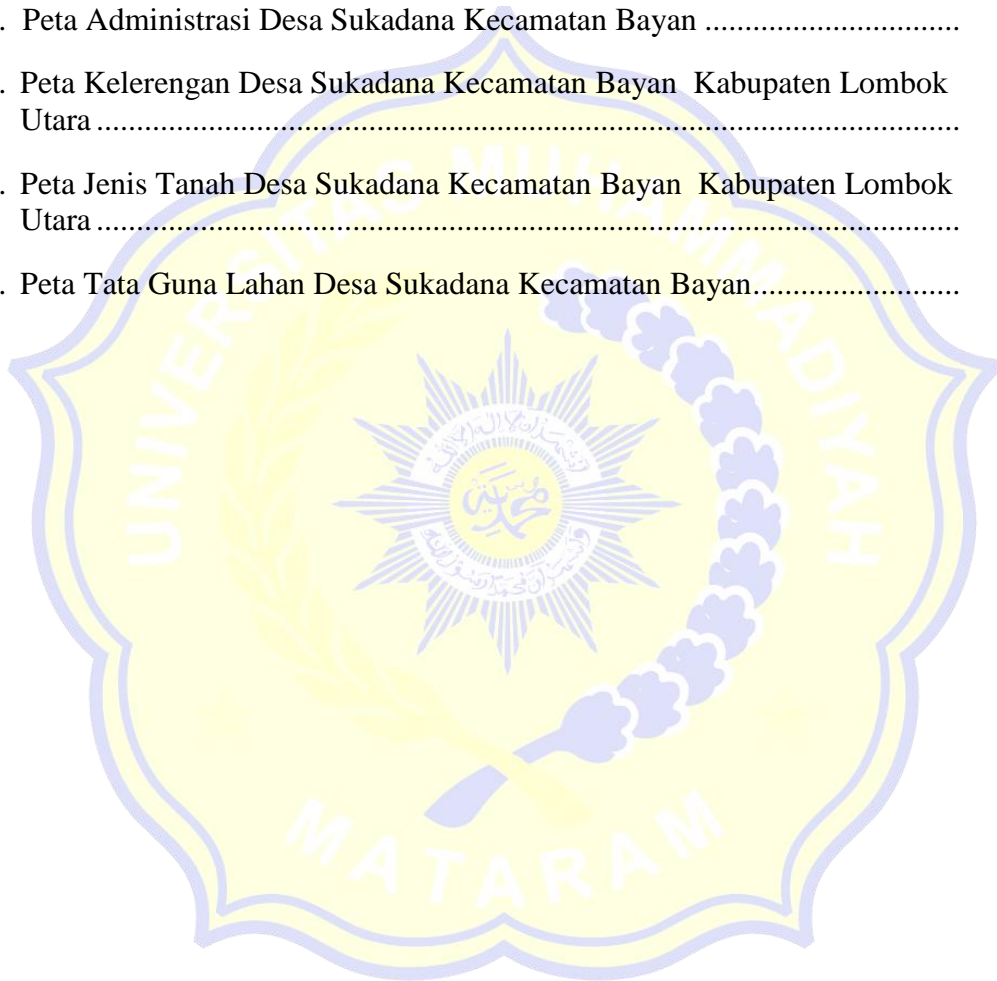 . Peta Administrasi Desa Sukadana Kecamatan Bayan ................................
. Peta Kelerengan Desa Sukadana Kecamatan Bayan  Kabupaten Lombok
Utara .............................................................................................................
. Peta Jenis Tanah Desa Sukadana Kecamatan Bayan  Kabupaten Lombok
Utara .............................................................................................................
. Peta Tata Guna Lahan Desa Sukadana Kecamatan Bayan..........................
UNIVERSITAS MUHAMMADIYAH
MATARAM